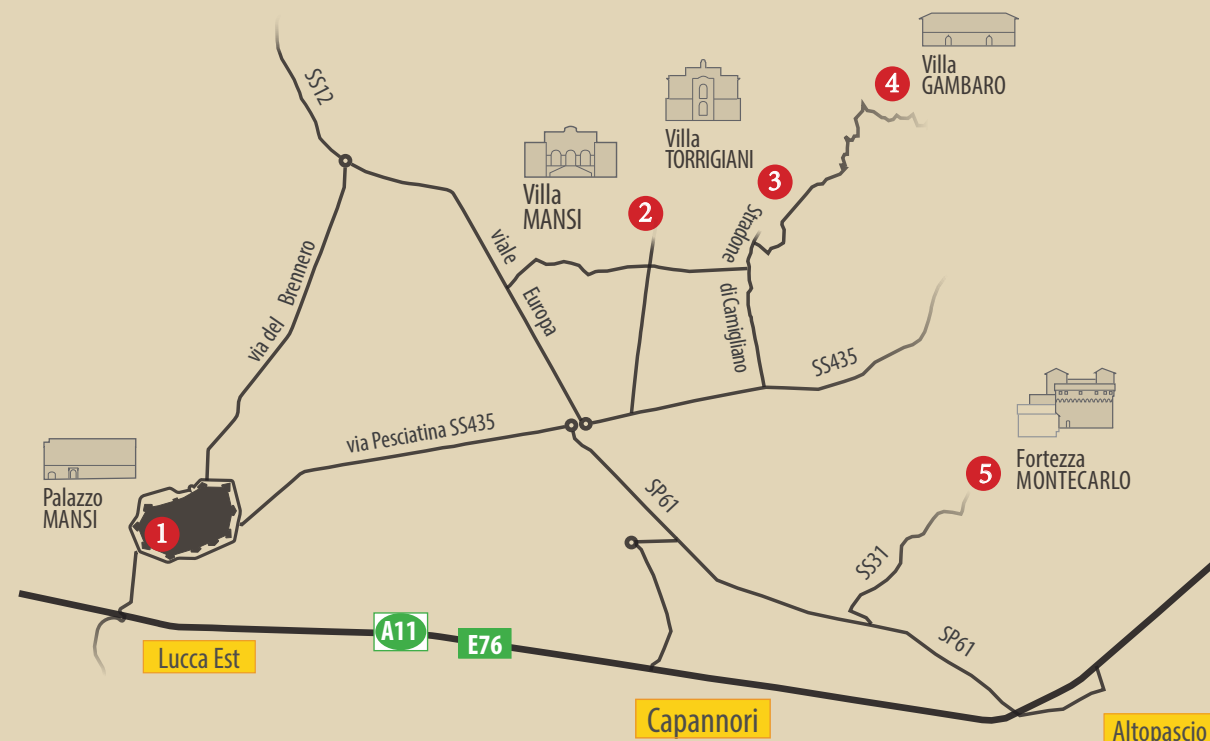 SS12
4
Villa
GAMBARO
Villa
TORRIGIANI
3
Villa
MANSI
2
viale
Europa
Stradone
di Camigliano
via del Brennero
SS435
via Pesciatina SS435
Palazzo
MANSI
1
Fortezza
MONTECARLO
5
SP61
SS31
SP61
A11
E76
Lucca Est
Capannori
Altopascio